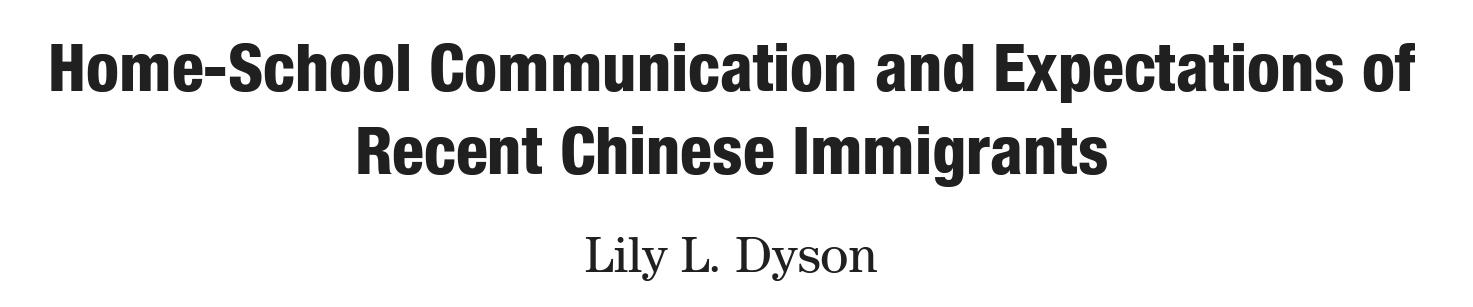 Home-School Communication and Expectations of
Recent Chinese Immigrants
Lily L. Dyson